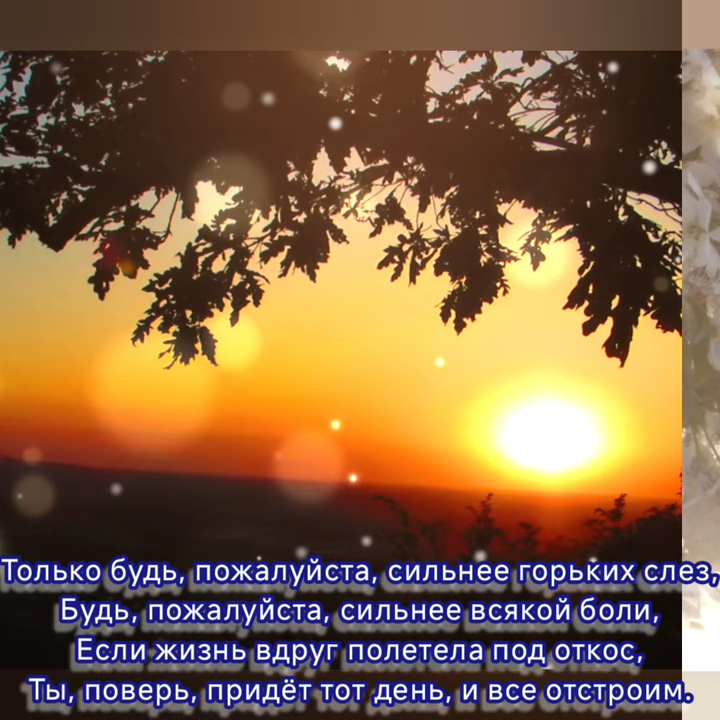 Только будь, пожалуйста, сильнее горьких слез,
Будь, пожалуйста, сильнее всякой боли,
Если жизнь вдруг полетела под откос,
Ты, поверь, придёт тот день, и все отстроим.